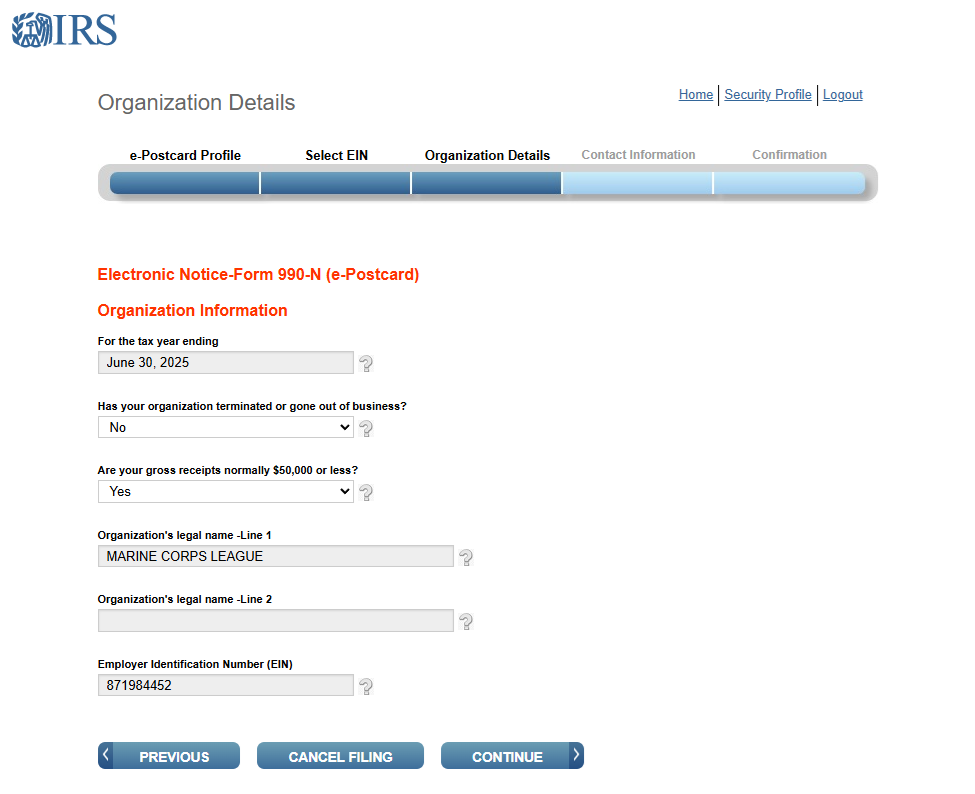 IRS
Organization Details
Home Security Profile Logout
e-Postcard Profile Select EIN Organization Details Contact Information Confirmation
Electronic Notice-Form 990-N (e-Postcard)
Organization Information
For the tax year ending
June 30, 2025
Has your organization terminated or gone out of business?
No
Are your gross receipts normally $50,000 or less?
Yes
Organization's legal name -Line 1
MARINE CORPS LEAGUE
Organization's legal name -Line 2
Employer Identification Number (EIN)
871984452
PREVIOUS CANCEL FILING CONTINUE